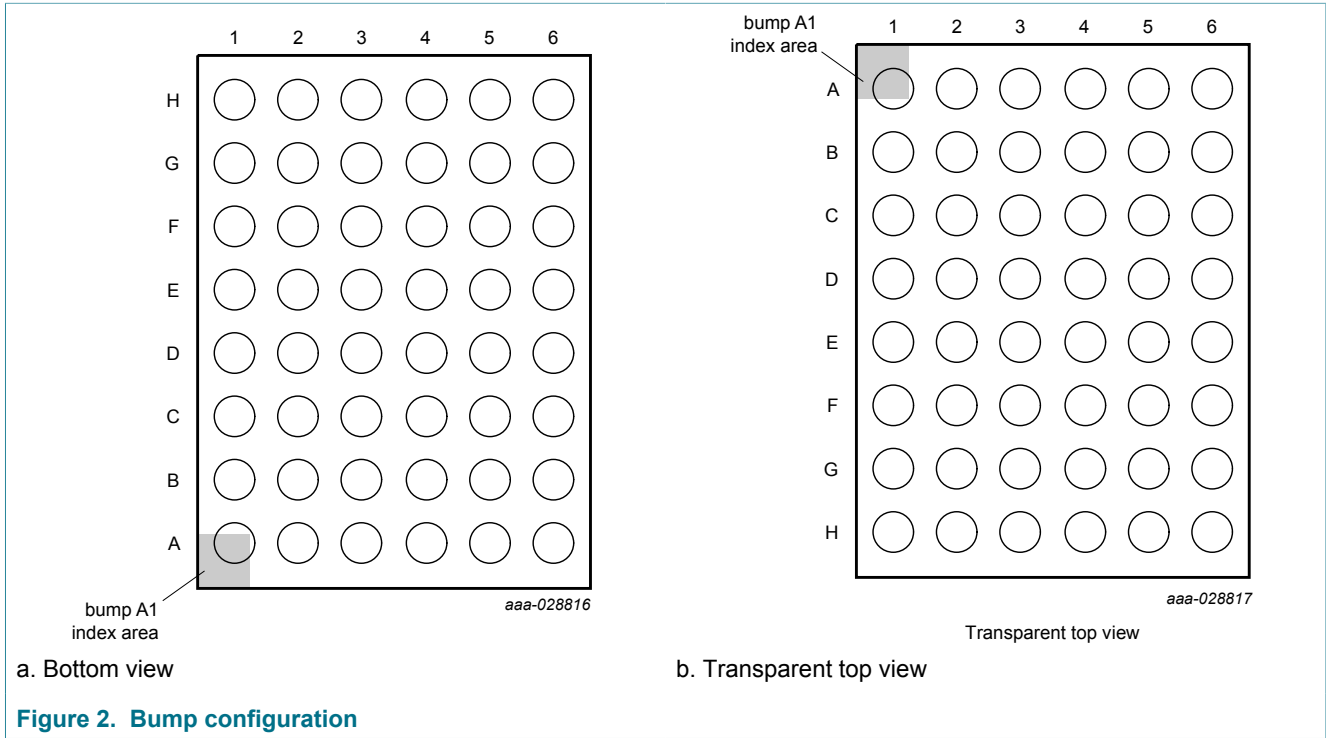 1 2 3 4 5 6
H
G
F
E
D
C
B
A
bump A1
index area
aaa-028816
a. Bottom view
bump A1
index area
1 2 3 4 5 6
A
B
C
D
E
F
G
H
aaa-028817
Transparent top view
b. Transparent top view
Figure 2. Bump configuration